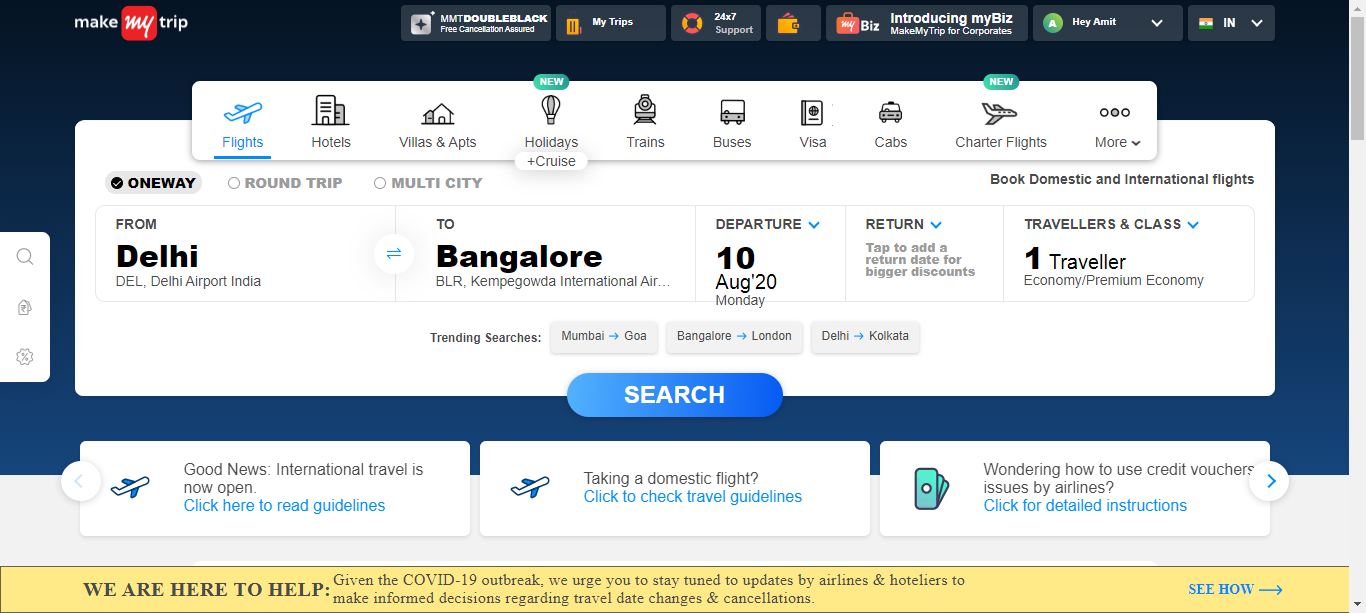 make my trip
MMTDOUBLEBLACK
Free Cancellation Assured
My Trips
24x7
Support
my Biz
Introducing myBiz
MakeMyTrip for Corporates
A
Hey Amit
IN
NEW
NEW
Flights
Hotels
Villas & Apts
Holidays
Trains
Buses
Visa
Cabs
Charter Flights
More
+Cruise
ONEWAY
ROUND TRIP
MULTI CITY
Book Domestic and International flights
FROM
Delhi
DEL, Delhi Airport India
TO
Bangalore
BLR, Kempegowda International Air…
DEPARTURE
10
Aug'20
Monday
RETURN
Tap to add a
return date for
bigger discounts
TRAVELLERS & CLASS
1 Traveller
Economy/Premium Economy
Trending Searches:
Mumbai → Goa
Bangalore → London
Delhi → Kolkata
SEARCH
Good News: International travel is
now open.
Click here to read guidelines
Taking a domestic flight?
Click to check travel guidelines
Wondering how to use credit vouchers
issues by airlines?
Click for detailed instructions
WE ARE HERE TO HELP:
Given the COVID-19 outbreak, we urge you to stay tuned to updates by airlines & hoteliers to
make informed decisions regarding travel date changes & cancellations.
SEE HOW